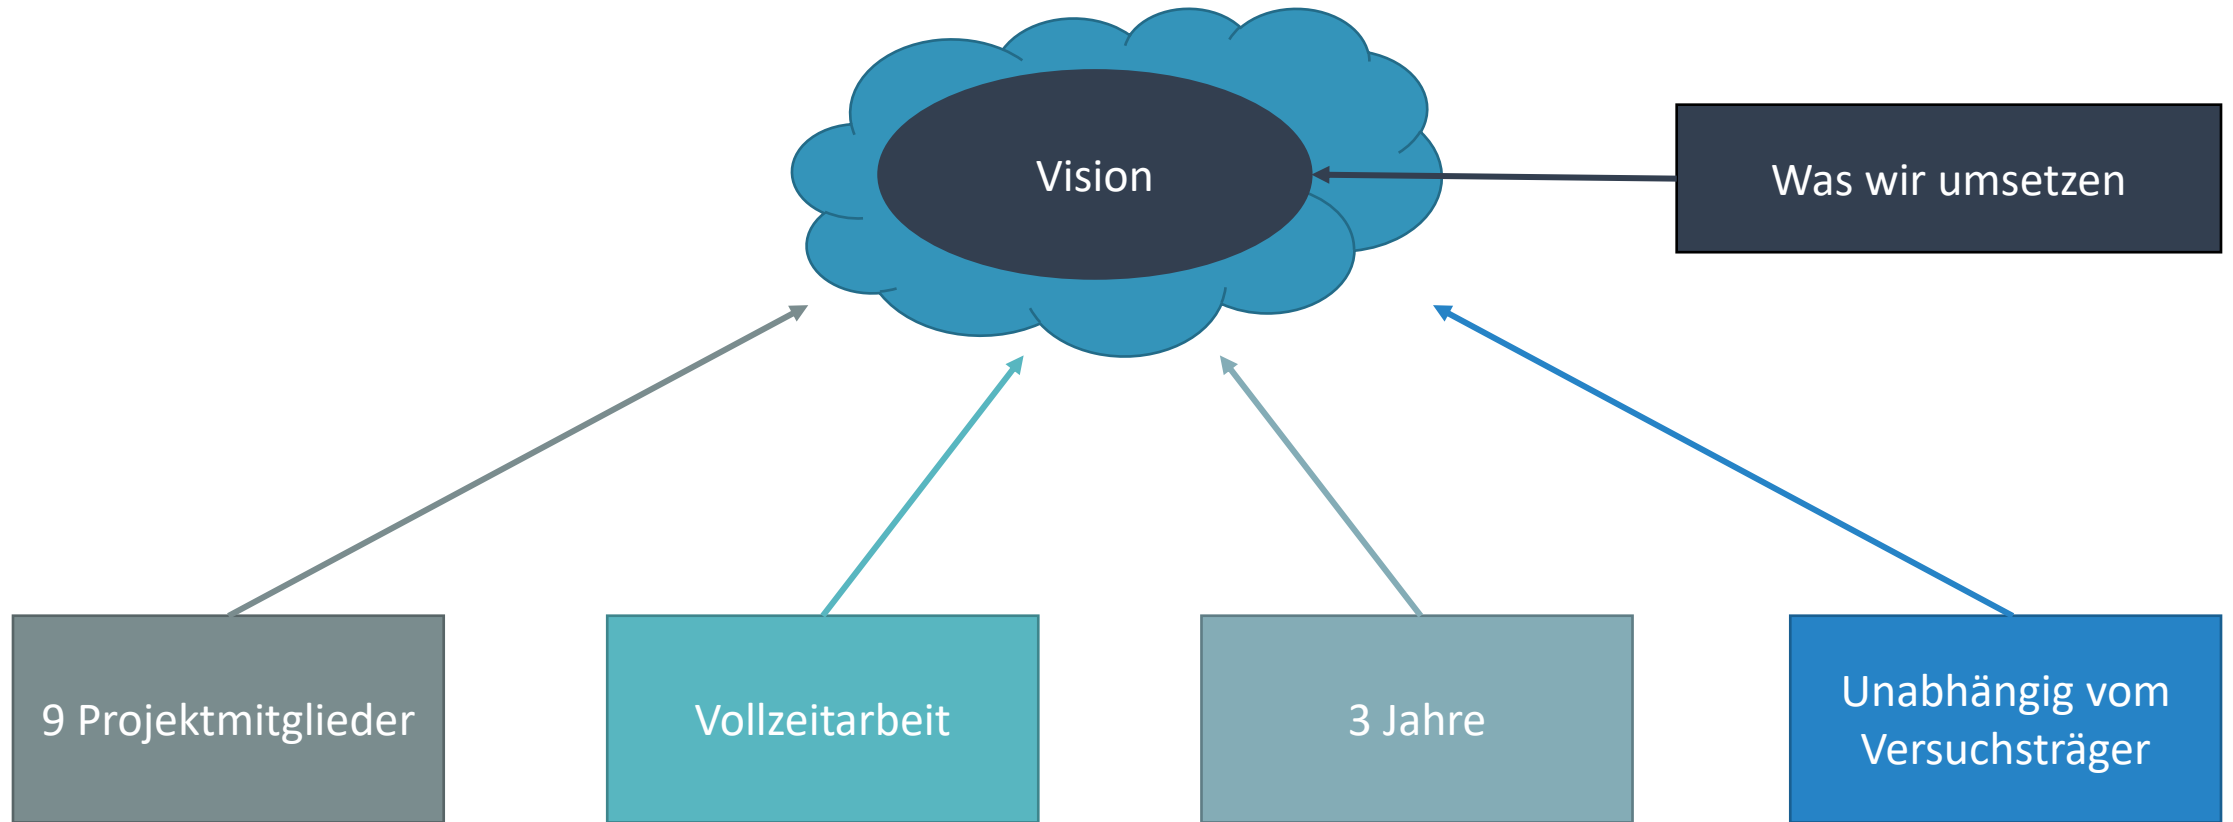 Vision
Was wir umsetzen
9 Projektmitglieder
Vollzeitarbeit
3 Jahre
Unabhängig vom
Versuchsträger